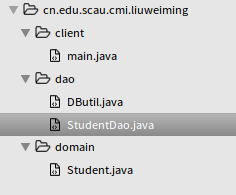 cn.edu.scau.cmi.liuweiming
client
main.java
dao
DButil.java
StudentDao.java
domain
Student.java